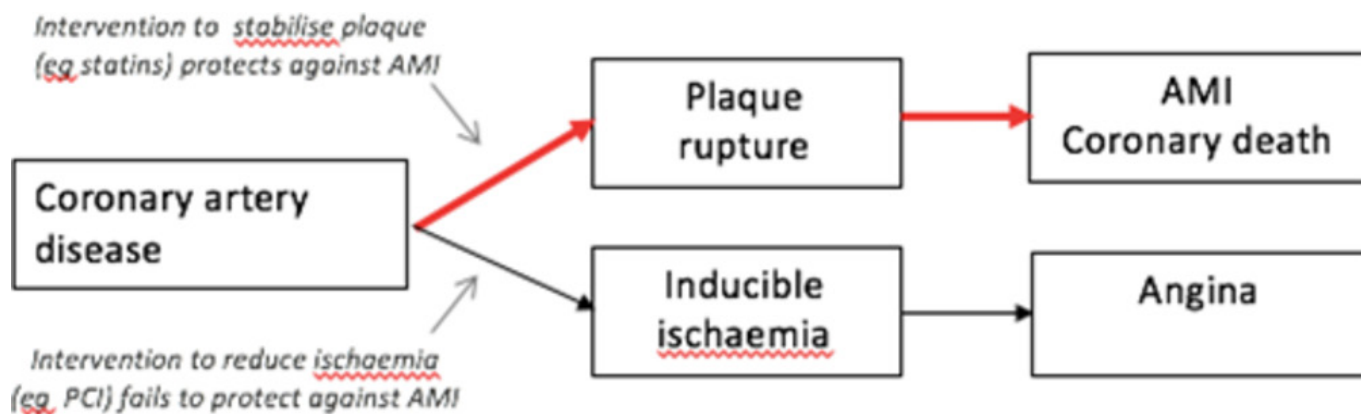 Intervention to stabilise plaque
(eg statins) protects against AMI
Plaque
rupture
AMI
Coronary death
Coronary artery
disease
Inducible
ischaemia
Angina
Intervention to reduce ischaemia
(eg PCI) fails to protect against AMI